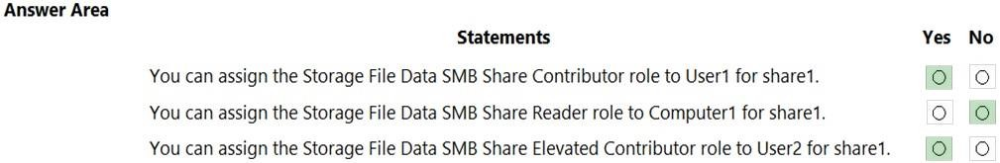 Answer Area
Statements Yes No
You can assign the Storage File Data SMB Share Contributor role to User1 for share1.
You can assign the Storage File Data SMB Share Reader role to Computer1 for share1.
You can assign the Storage File Data SMB Share Elevated Contributor role to User2 for share1.